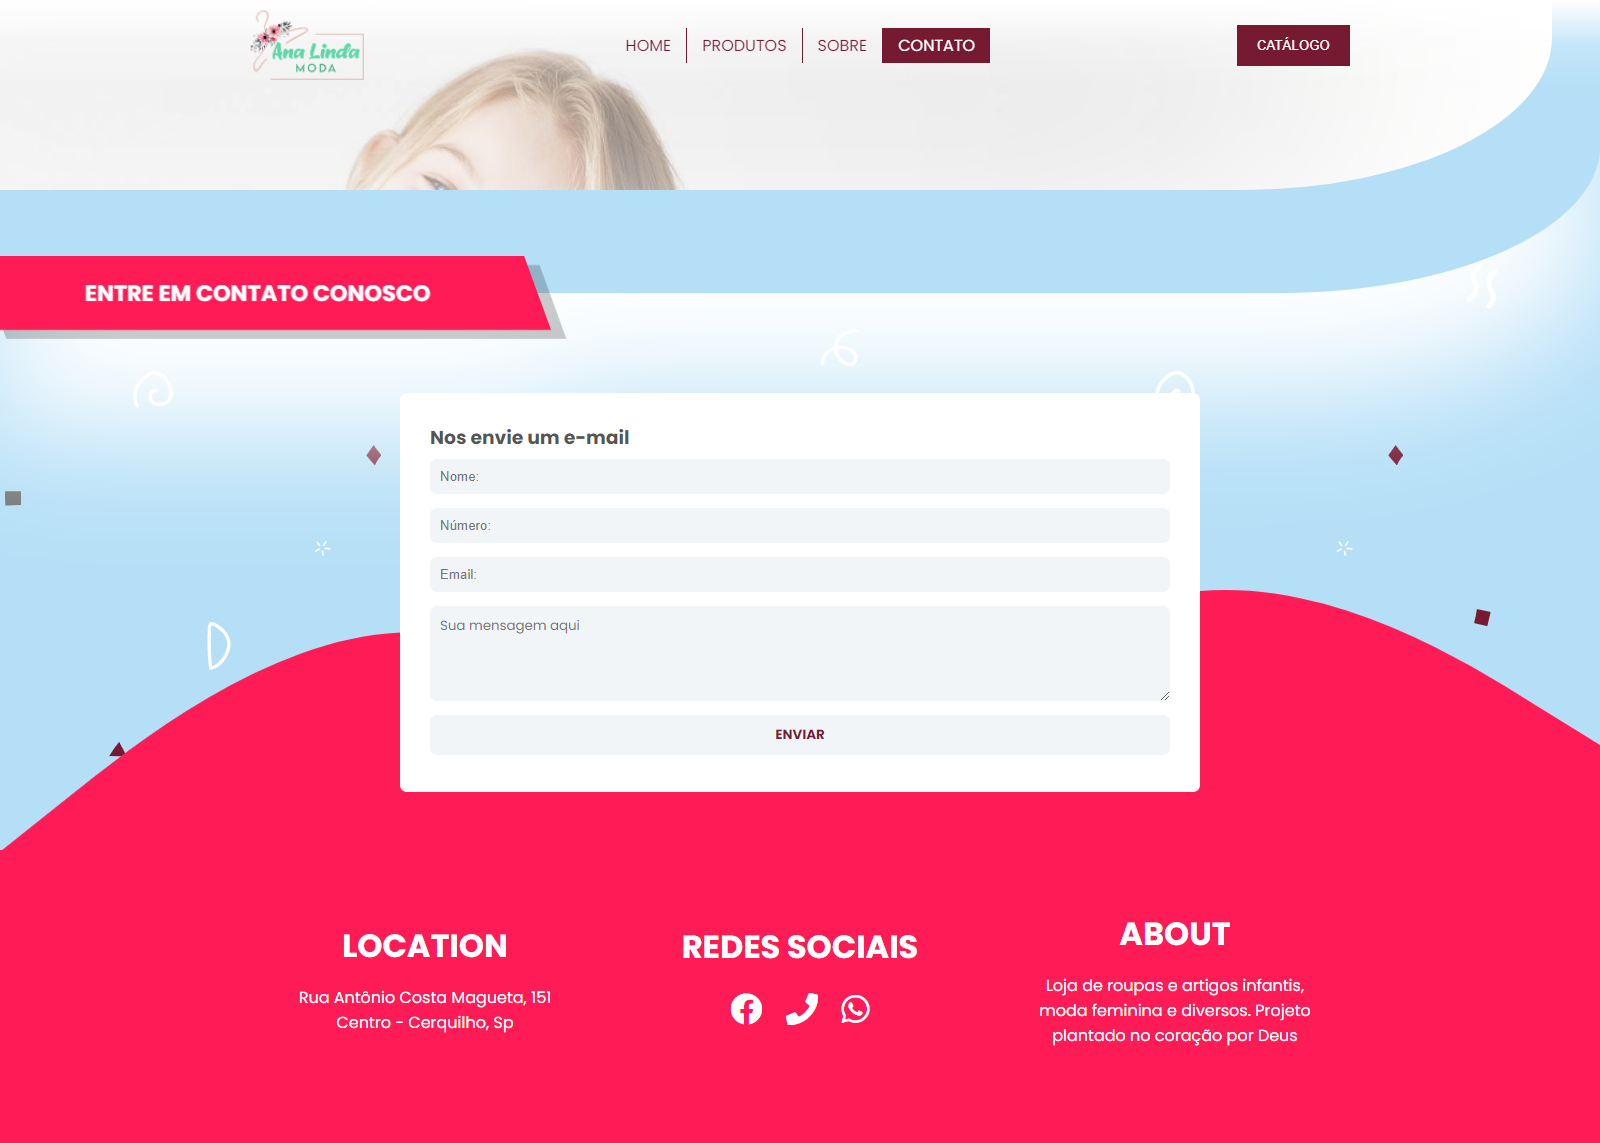 Ana Linda
MODA
HOME
PRODUTOS
SOBRE
CONTATO
CATÁLOGO
ENTRE EM CONTATO CONOSCO
Nos envie um e-mail
Nome:
Número:
Email:
Sua mensagem aqui
ENVIAR
LOCATION
Rua Antônio Costa Magueta, 151
Centro - Cerquilho, Sp
REDES SOCIAIS
ABOUT
Loja de roupas e artigos infantis,
moda feminina e diversos. Projeto
plantado no coração por Deus